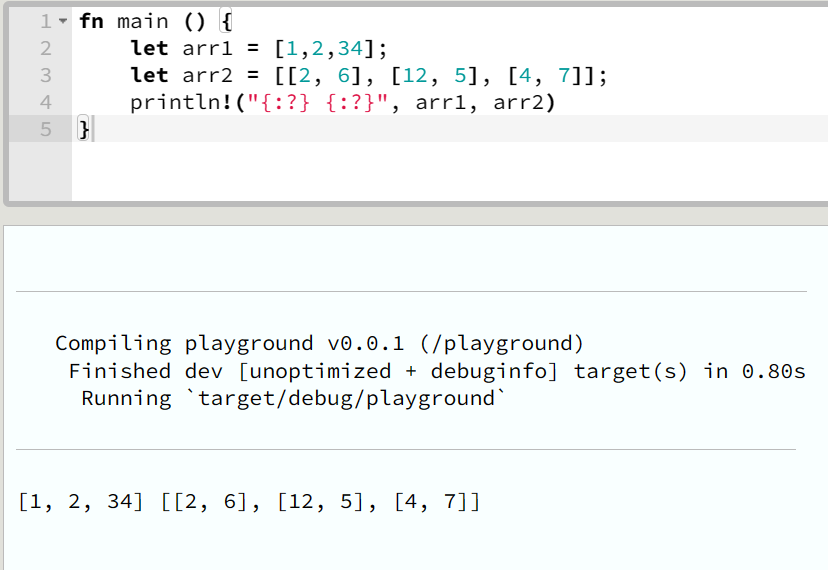 1 fn main () {
2 let arr1 = [1,2,34];
3 let arr2 = [[2, 6], [12, 5], [4, 7]];
4 println!("{:?} {:?}", arr1, arr2)
5 }
Compiling playground v0.0.1 (/playground)
Finished dev [unoptimized + debuginfo] target(s) in 0.80s
Running `target/debug/playground`
[1, 2, 34] [[2, 6], [12, 5], [4, 7]]